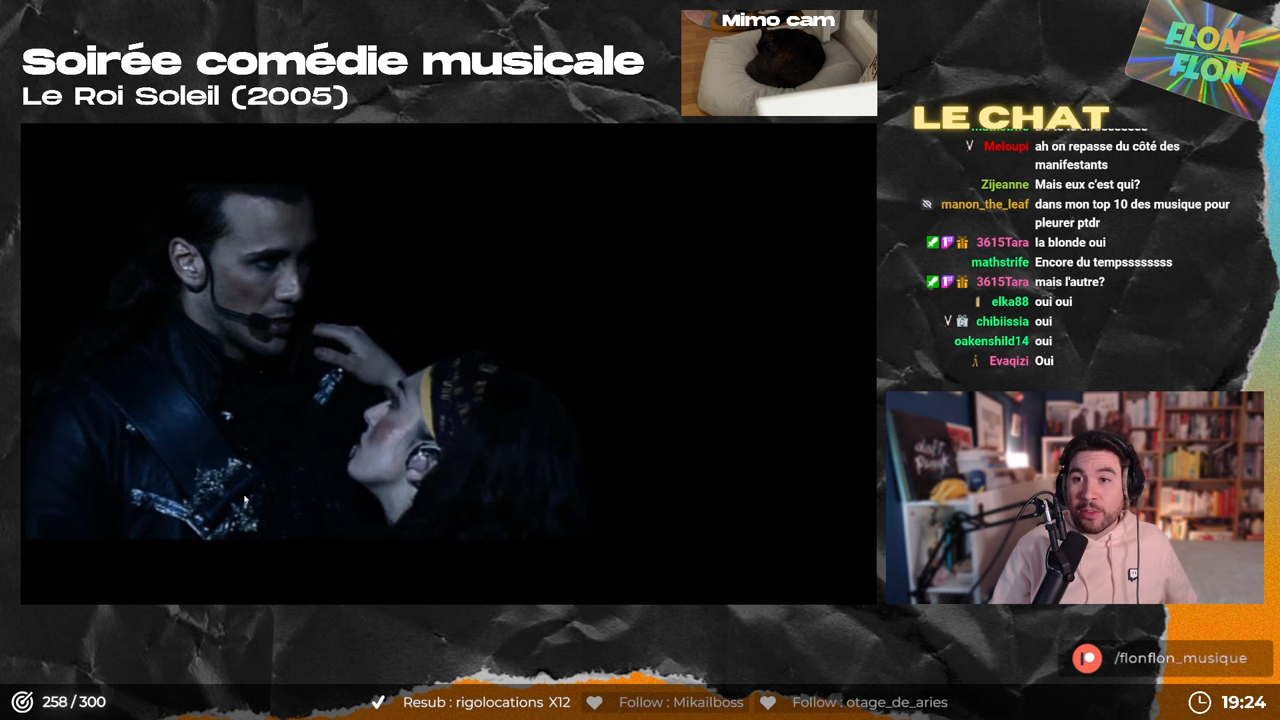 Mimo cam
Soirée comédie musicale
Le Roi Soleil (2005)
FLON
FLON
LE CHAT
Meloupi ah on repasse du côté des
manifestants
Zijeanne Mais eux c'est qui?
manon_the_leaf dans mon top 10 des musique pour
pleurer ptdr
3615Tara la blonde oui
mathstrife Encore du tempssssssss
3615Tara mais l'autre?
elka88 oui oui
chibiissia oui
oakenshild14 oui
Evaqizi Oui
/flonflon_musique
258 / 300
Resub : rigolocations X12
Follow : Mikailboss
Follow : otage_de_aries
19:24